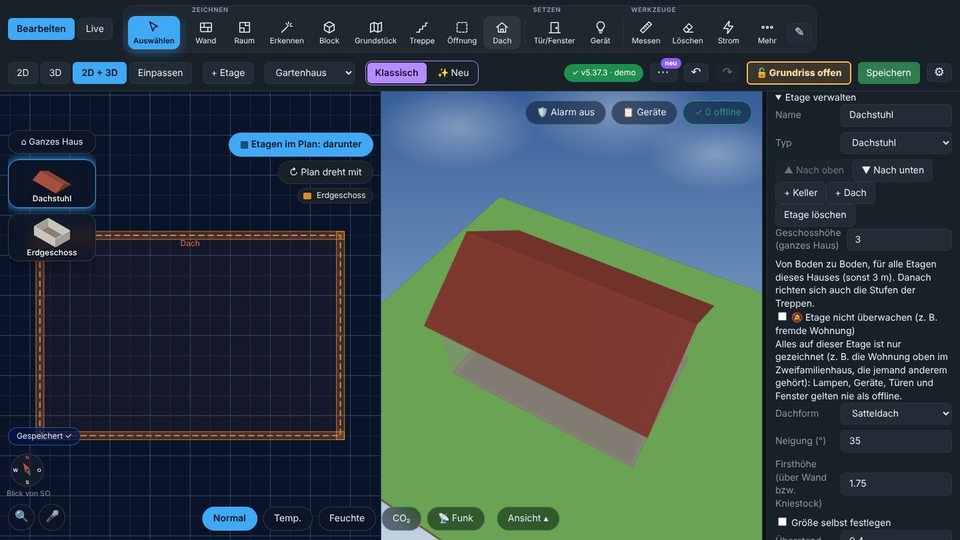 ZEICHNEN
SETZEN
WERKZEUGE
Bearbeiten
Live
Auswählen
Wand
Raum
Erkennen
Block
Grundstück
Treppe
Öffnung
Dach
Tür/Fenster
Gerät
Messen
Löschen
Strom
Mehr
2D
3D
2D + 3D
Einpassen
+ Etage
Gartenhaus
Klassisch
✨ Neu
✓ v5.37.3 · demo
neu
🔓 Grundriss offen
Speichern
⌂ Ganzes Haus
Dachstuhl
Erdgeschoss
▦ Etagen im Plan: darunter
↻ Plan dreht mit
Erdgeschoss
Dach
Gespeichert ✓
N
W
O
S
Blick von SO
🛡️ Alarm aus
📋 Geräte
✓ 0 offline
Normal
Temp.
Feuchte
CO₂
📡 Funk
Ansicht ▴
▼ Etage verwalten
Name
Dachstuhl
Typ
Dachstuhl
▲ Nach oben
▼ Nach unten
+ Keller
+ Dach
Etage löschen
Geschosshöhe
(ganzes Haus)
3
Von Boden zu Boden, für alle Etagen
dieses Hauses (sonst 3 m). Danach
richten sich auch die Stufen der
Treppen.
🔕 Etage nicht überwachen (z. B.
fremde Wohnung)
Alles auf dieser Etage ist nur
gezeichnet (z. B. die Wohnung oben im
Zweifamilienhaus, die jemand anderem
gehört): Lampen, Geräte, Türen und
Fenster gelten nie als offline.
Dachform
Satteldach
Neigung (°)
35
Firsthöhe
(über Wand
bzw.
Kniestock)
1.75
Größe selbst festlegen